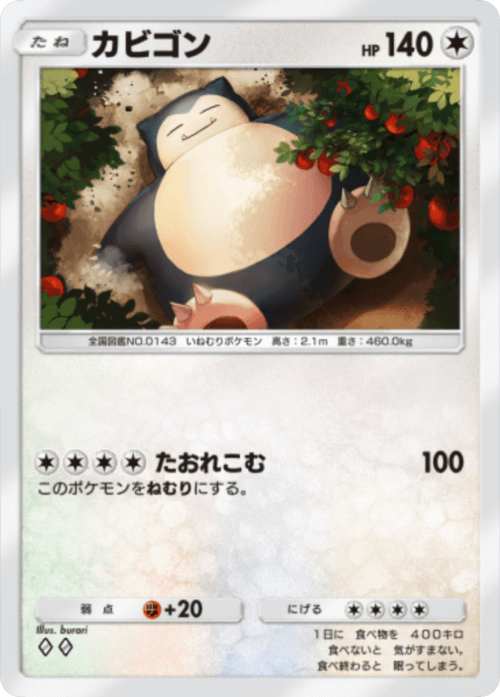 たね カビゴン HP 140
全国図鑑NO.0143 いねむりポケモン 高さ:2.1m 重さ:460.0kg
たおれこむ 100
このポケモンをねむりにする。
弱点 +20 にげる
Illus. burari
1日に 食べ物を 400キロ
食べないと 気がすまない。
食べ終わると 眠ってしまう。